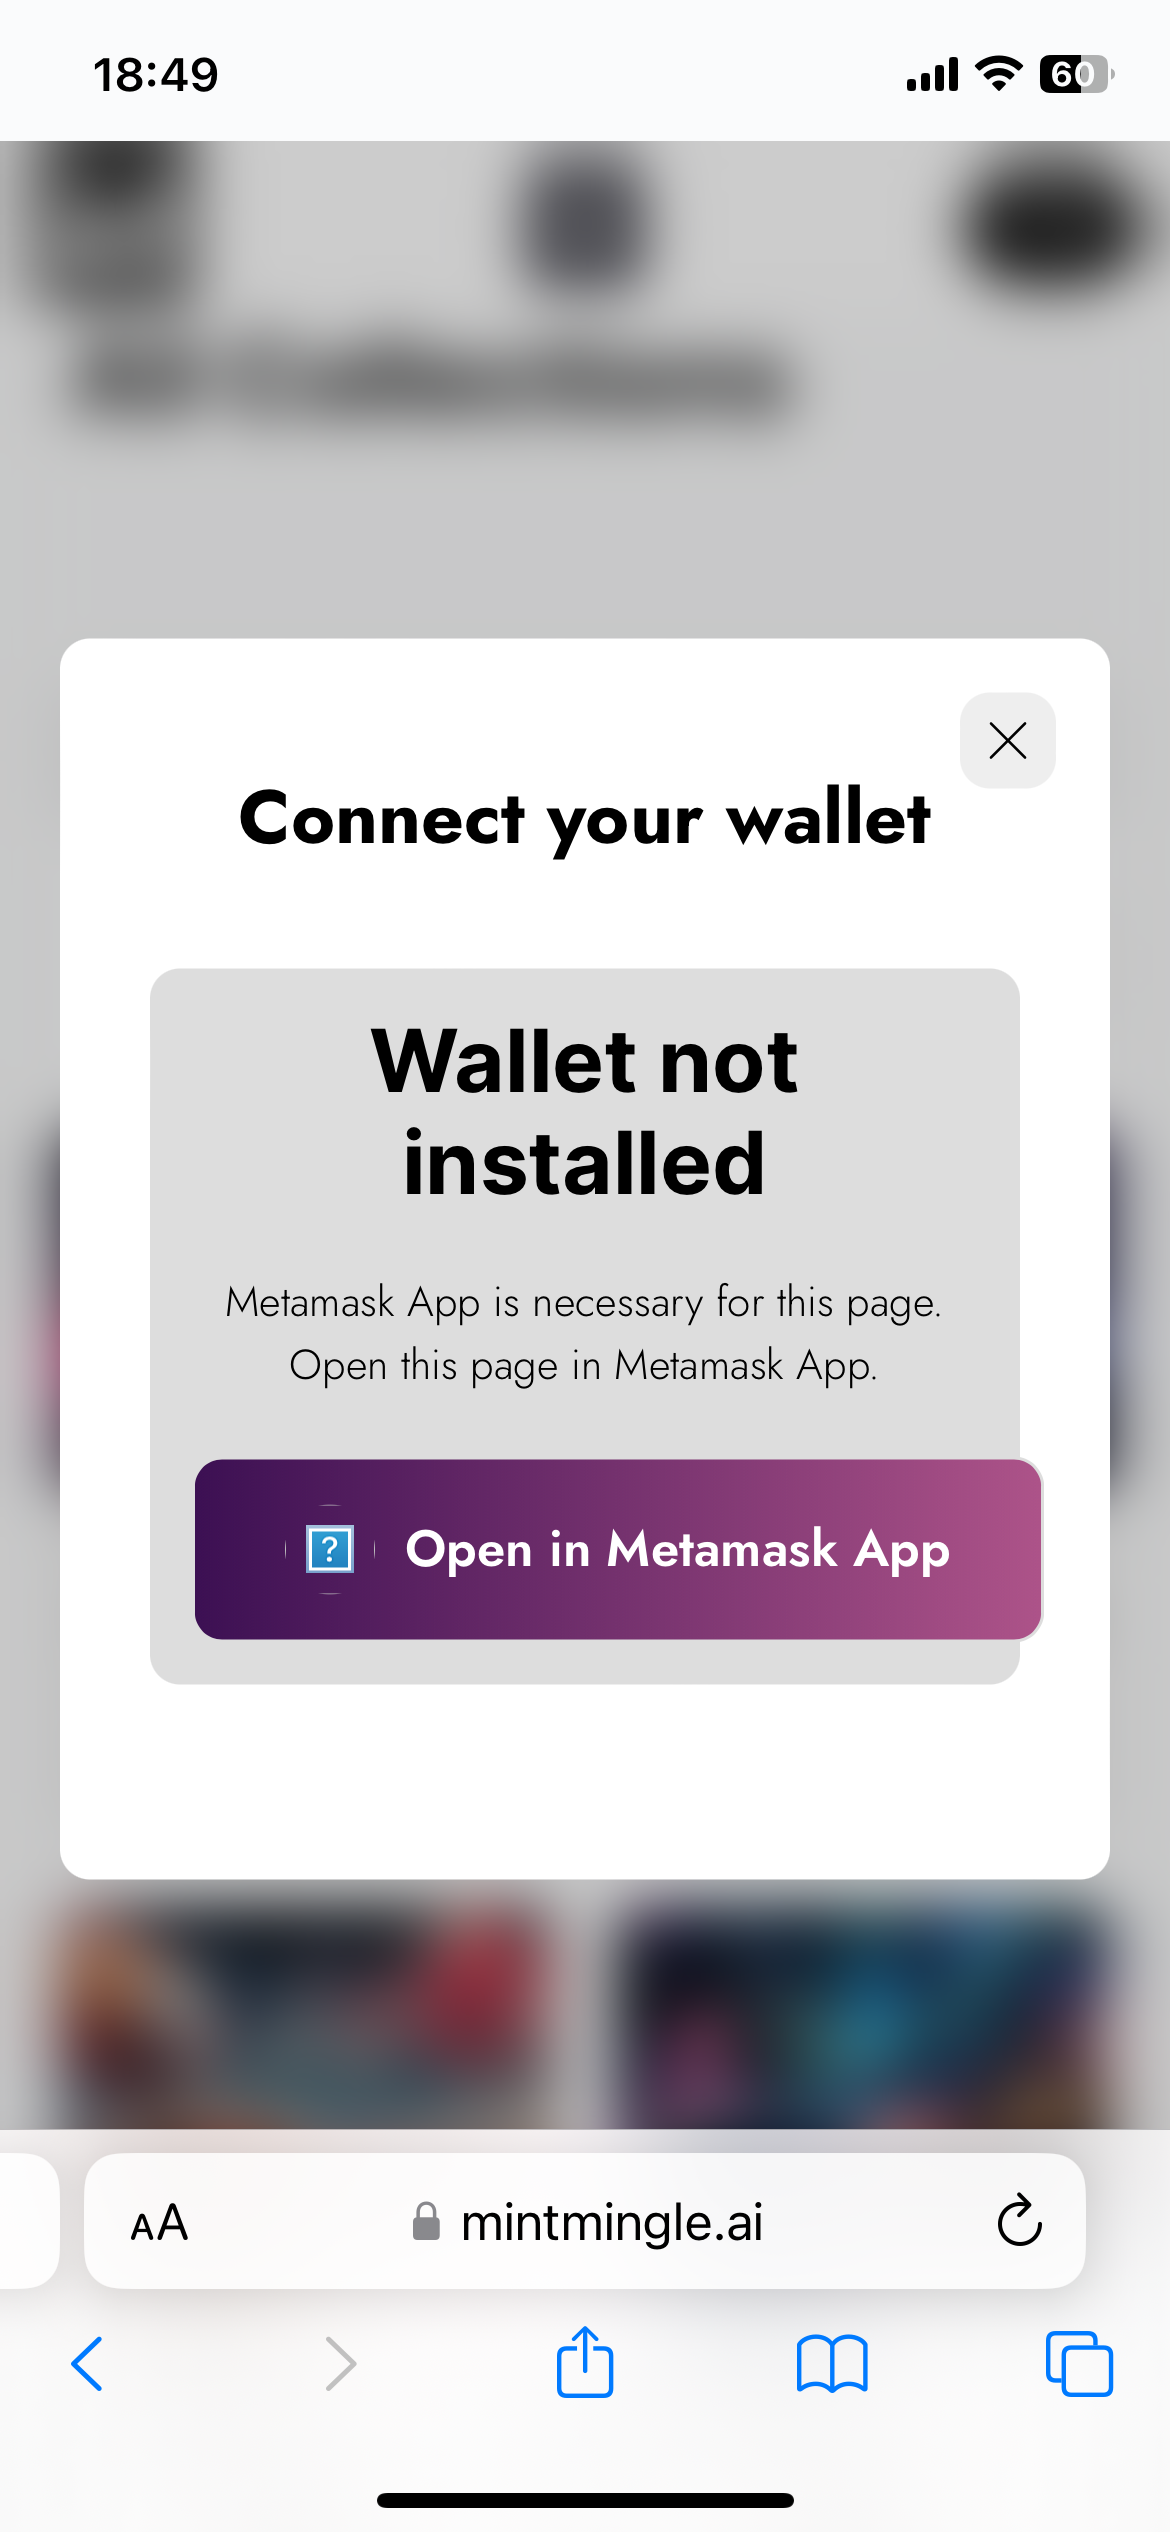 18:49
60
Connect your wallet
Wallet not
installed
Metamask App is necessary for this page.
Open this page in Metamask App.
? Open in Metamask App
AA mintmingle.ai